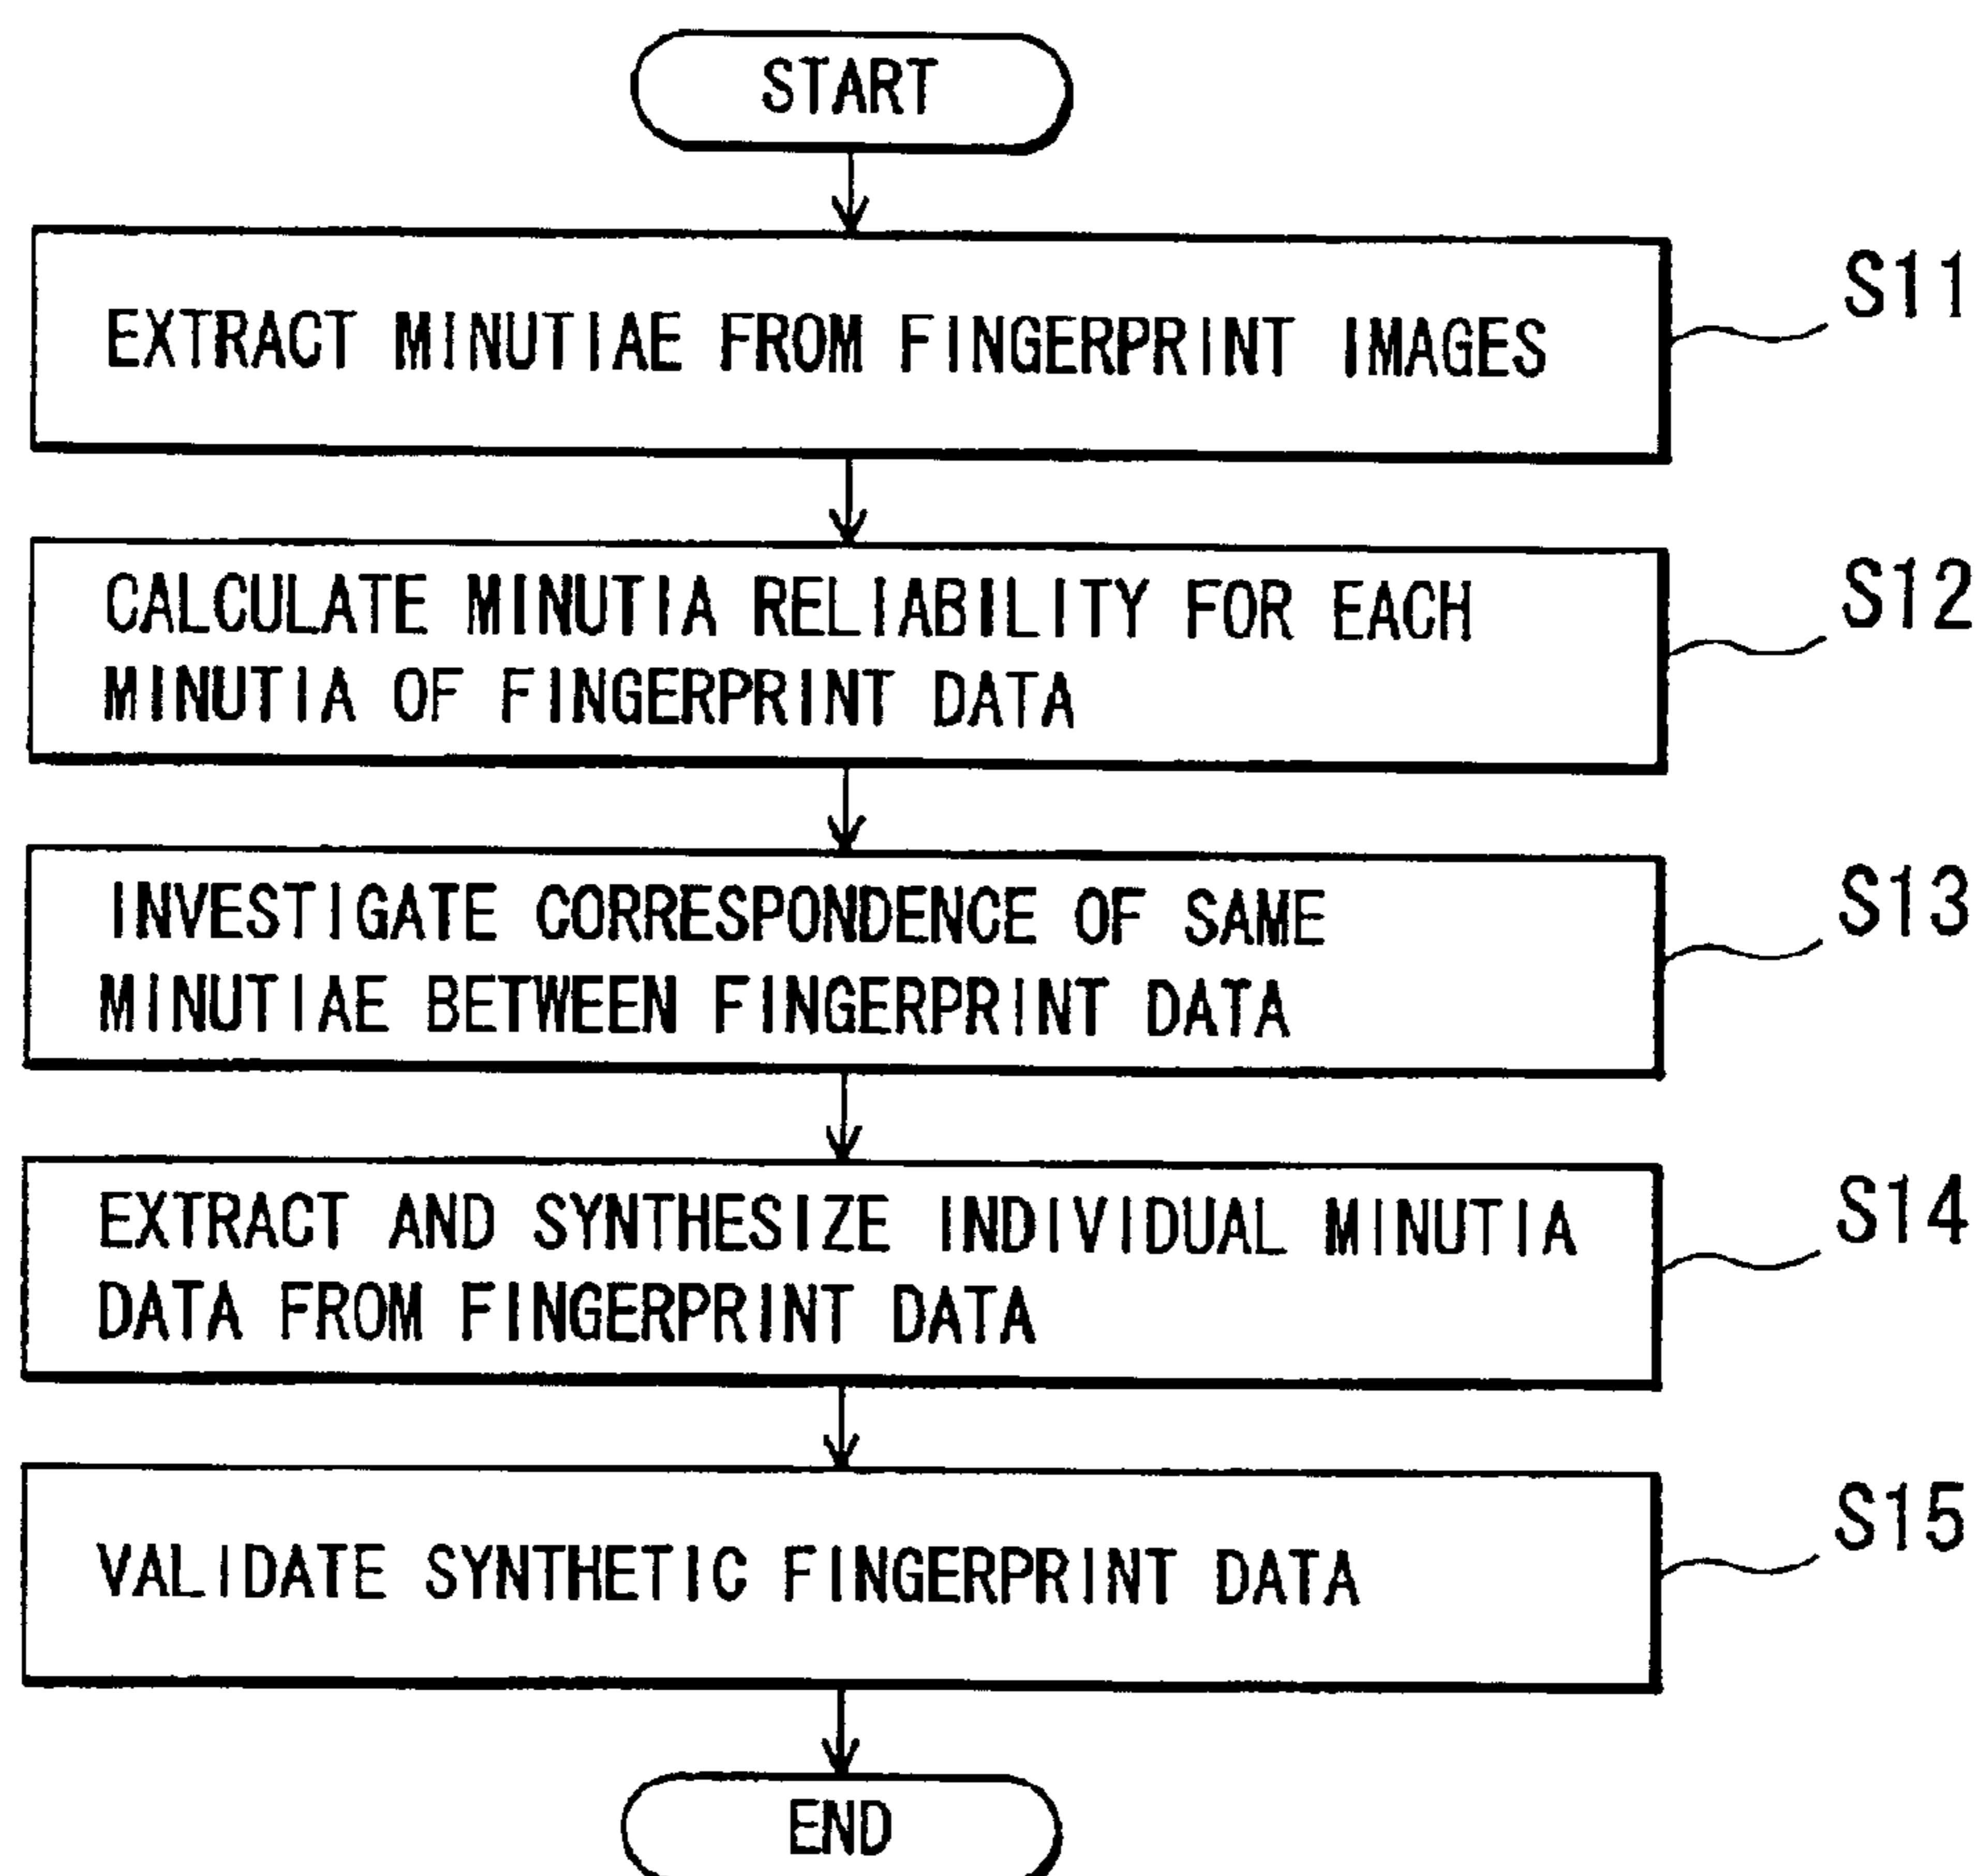 START
EXTRACT MINUTIAE FROM FINGERPRINT IMAGES
S11
CALCULATE MINUTIA RELIABILITY FOR EACH
MINUTIA OF FINGERPRINT DATA
S12
INVESTIGATE CORRESPONDENCE OF SAME
MINUTIAE BETWEEN FINGERPRINT DATA
S13
EXTRACT AND SYNTHESIZE INDIVIDUAL MINUTIA
DATA FROM FINGERPRINT DATA
S14
VALIDATE SYNTHETIC FINGERPRINT DATA
S15
END